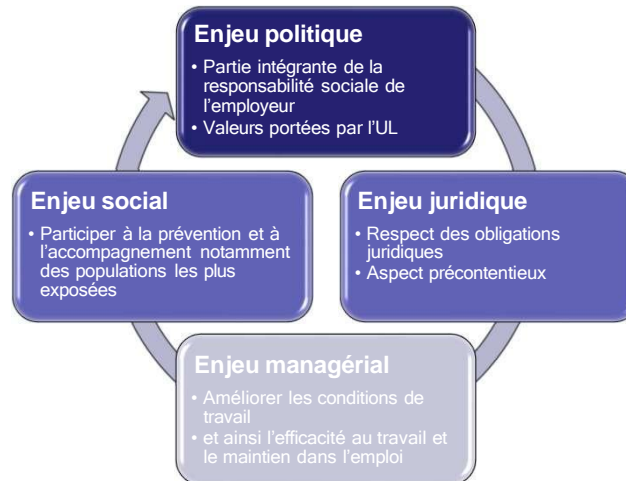 Enjeu politique
• Partie intégrante de la
responsabilité sociale de
l'employeur
• Valeurs portées par l'UL
Enjeu social
• Participer à la prévention et à
l'accompagnement notamment
des populations les plus
exposées
Enjeu juridique
• Respect des obligations
juridiques
• Aspect précontentieux
Enjeu managérial
• Améliorer les conditions de
travail
• et ainsi l'efficacité au travail et
le maintien dans l'emploi